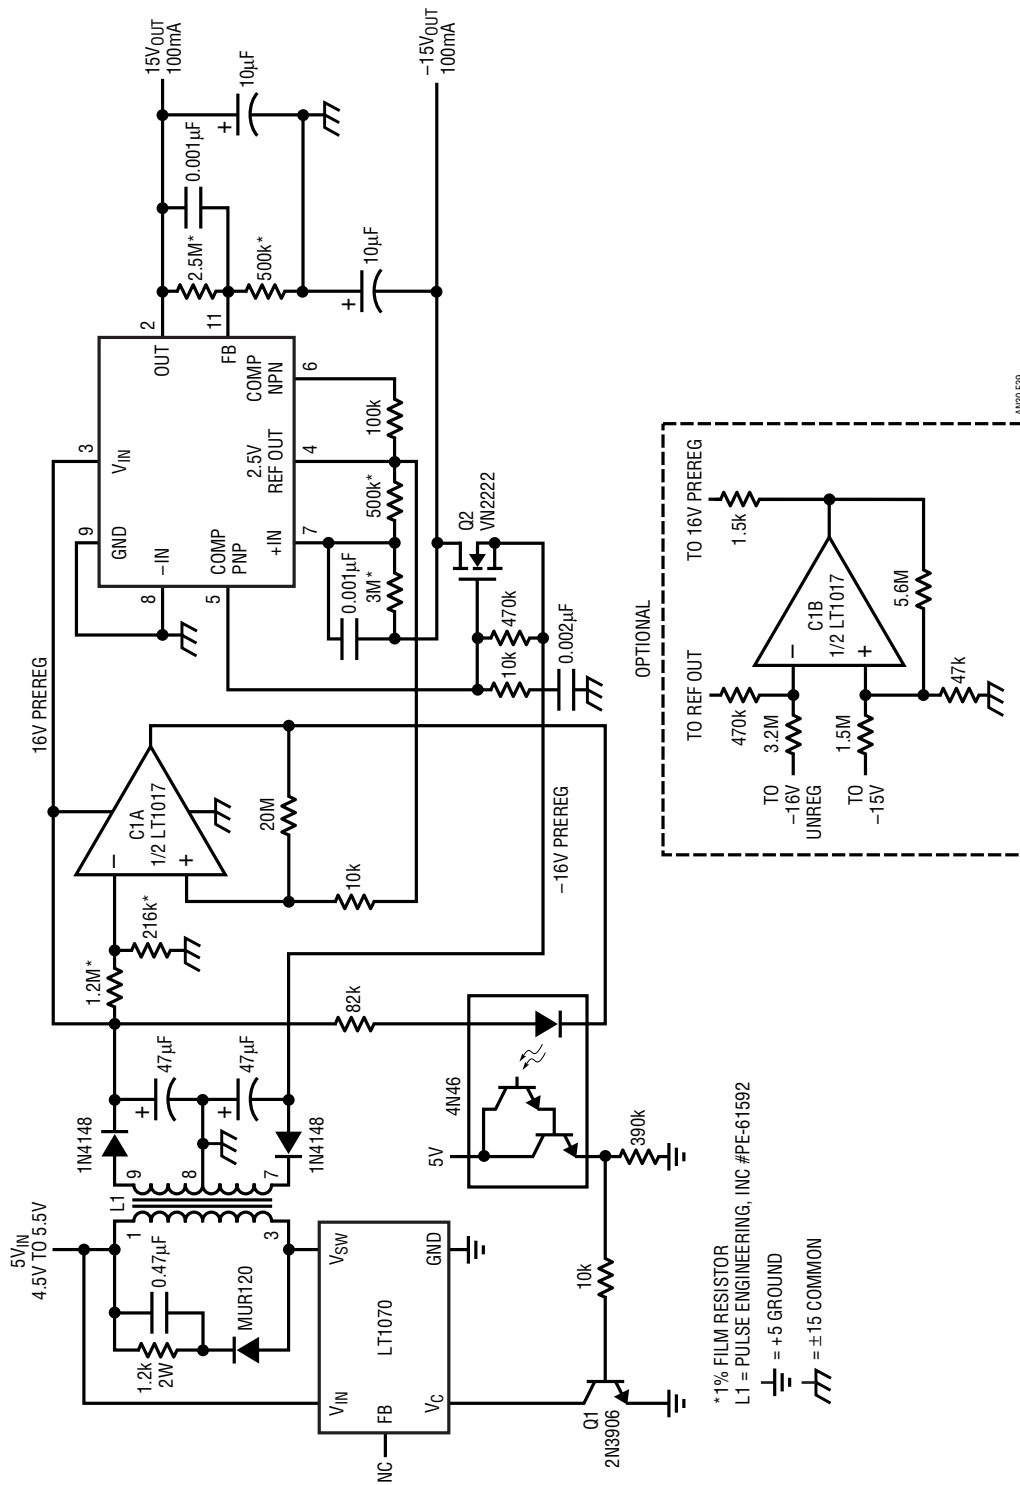 5VIN
4.5V TO 5.5V
1.2k
2W
0.47µF
MUR120
L1
1
3
9
8
7
1N4148
1N4148
+
47µF
+
47µF
VIN
VSW
LT1070
FB
VC
GND
NC
Q1
2N3906
10k
390k
5V
4N46
82k
1.2M*
216k*
16V PREREG
C1A
1/2 LT1017
–
+
20M
10k
–16V PREREG
9
GND
3
VIN
8
–IN
5
COMP
PNP
7
+IN
4
2.5V
REF OUT
6
COMP
NPN
2
OUT
11
FB
0.001µF
3M*
500k*
100k
Q2
VN2222
470k
10k
0.002µF
2.5M*
0.001µF
500k*
+
10µF
+
10µF
15VOUT
100mA
–15VOUT
100mA
OPTIONAL
TO REF OUT
TO 16V PREREG
470k
1.5k
3.2M
TO
–16V
UNREG
1.5M
TO
–15V
–
+
C1B
1/2 LT1017
5.6M
47k
*1% FILM RESISTOR
L1 = PULSE ENGINEERING, INC #PE-61592
= +5 GROUND
= ±15 COMMON